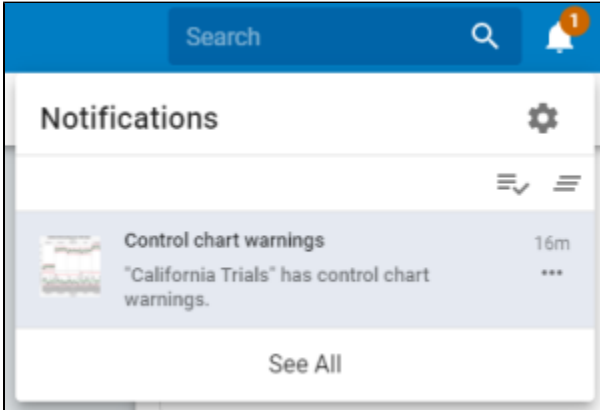 Search
1
Notifications
Control chart warnings
16m
"California Trials" has control chart
warnings.
See All